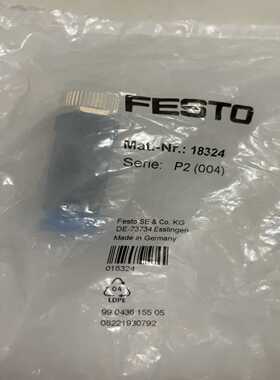 FESTO
Mat.-Nr.: 18324
Serie: P2 (004)
Festo SE & Co. KG
DE-73734 Esslingen
Made in Germany
018324
04
LDPE
99 0436 155 05
08221930792